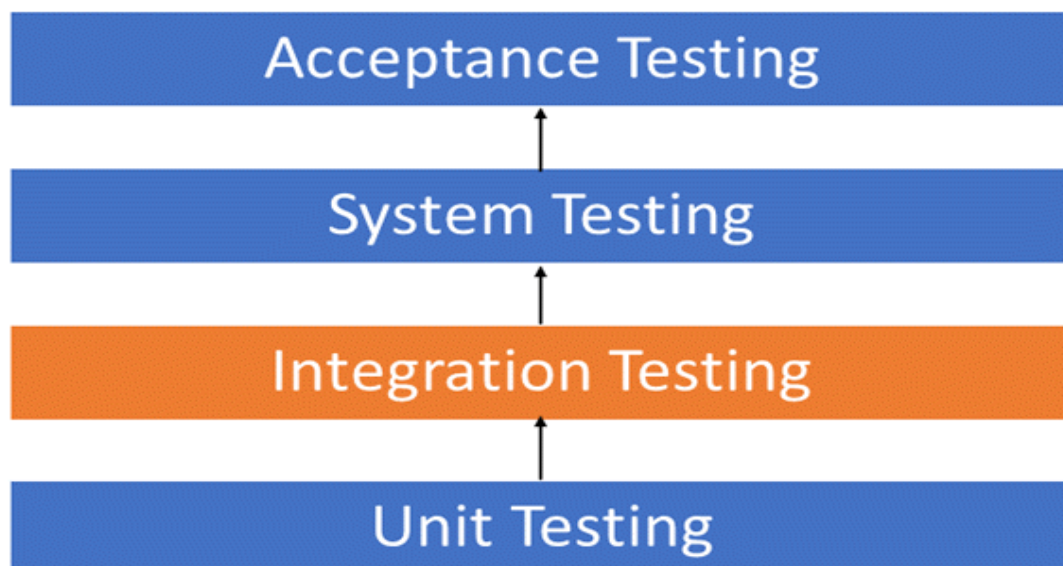 Acceptance Testing
System Testing
Integration Testing
Unit Testing